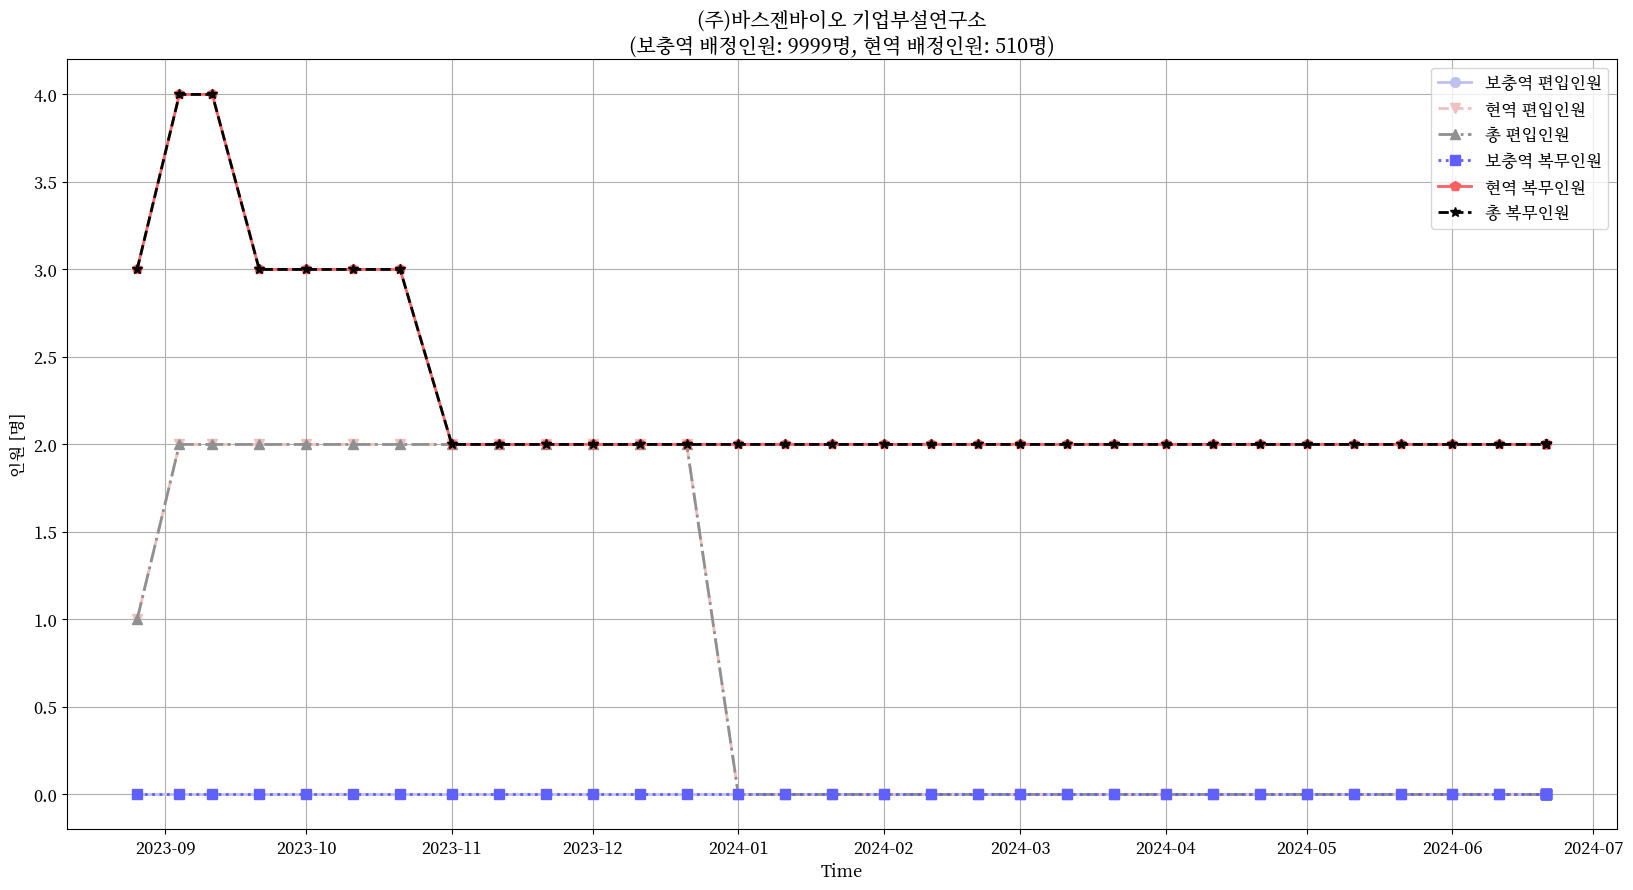 (주)바스젠바이오 기업부설연구소
(보충역 배정인원: 9999명, 현역 배정인원: 510명)
보충역 편입인원
현역 편입인원
총 편입인원
보충역 복무인원
현역 복무인원
총 복무인원
인원 [명]
4.0
3.5
3.0
2.5
2.0
1.5
1.0
0.5
0.0
2023-09 2023-10 2023-11 2023-12 2024-01 2024-02 2024-03 2024-04 2024-05 2024-06 2024-07
Time